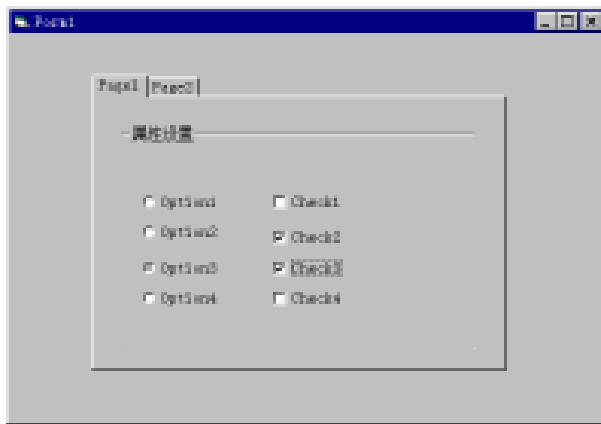 Form1
Page1 Page2
属性设置
Option1 Check1
Option2 Check2
Option3 Check3
Option4 Check4